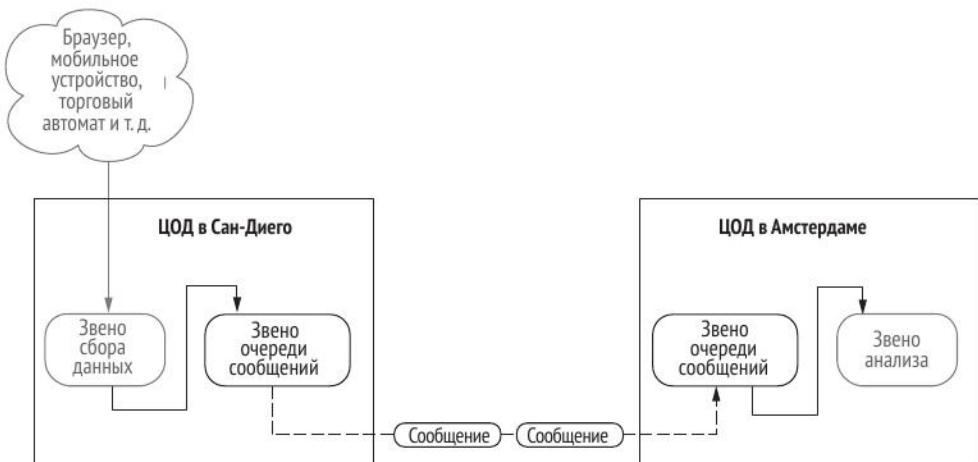 Браузер,
мобильное
устройство,
торговый
автомат и т. д.
ЦОД в Сан-Диего
Звено
сбора
данных
Звено
очереди
сообщений
Сообщение
Сообщение
ЦОД в Амстердаме
Звено
очереди
сообщений
Звено
анализа